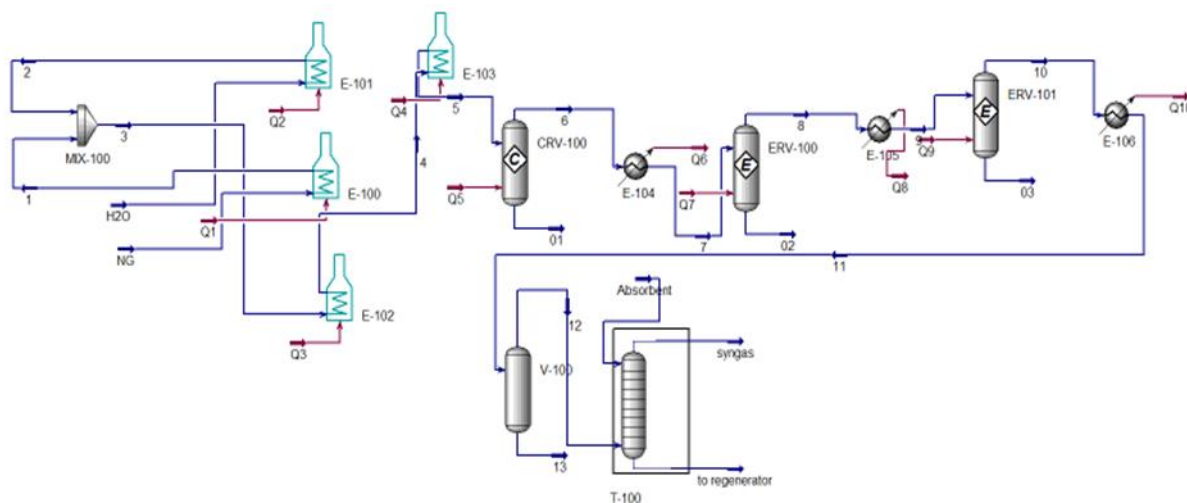 2
E-101
E-103
Q2
Q4
5
MIX-100
3
1
E-100
H2O
Q1
NG
4
E-102
Q3
6
C
CRV-100
Q5
01
E-104
Q6
7
8
E
ERV-100
Q7
02
E-105
9
Q9
Q8
10
E
ERV-101
03
E-106
11
Absorbent
12
V-100
13
syngas
to regenerator
T-100